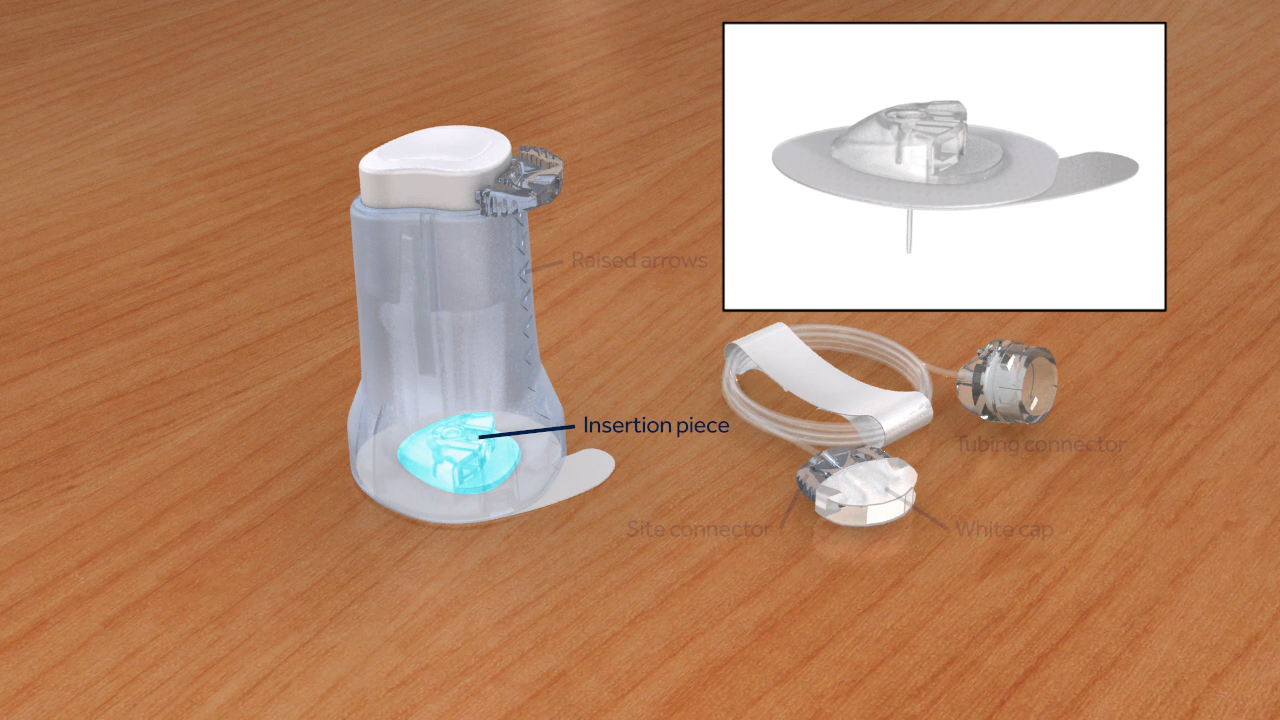 Raised arrows
Insertion piece
Tubing connector
Site connector
White cap